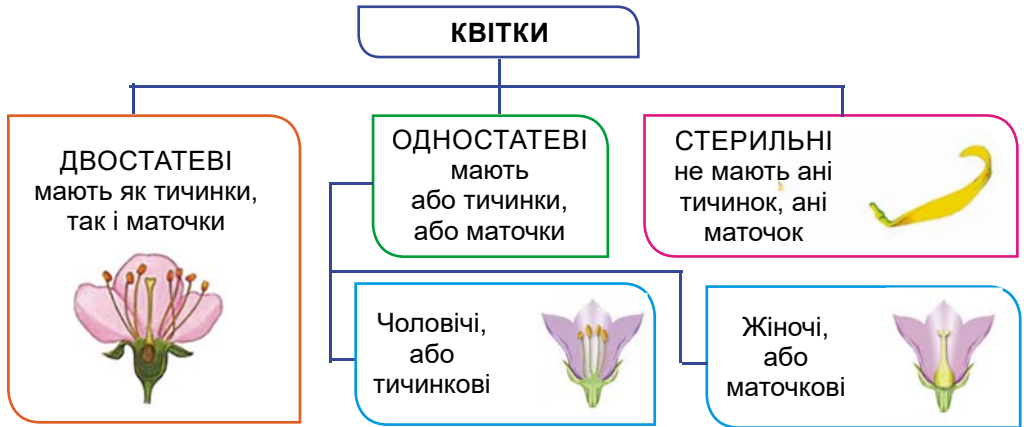 КВІТКИ
ДВОСТАТЕВІ
мають як тичинки,
так і маточки
ОДНОСТАТЕВІ
мають
або тичинки,
або маточки
СТЕРИЛЬНІ
не мають ані
тичинок, ані
маточок
Чоловічі,
або
тичинкові
Жіночі,
або
маточкові